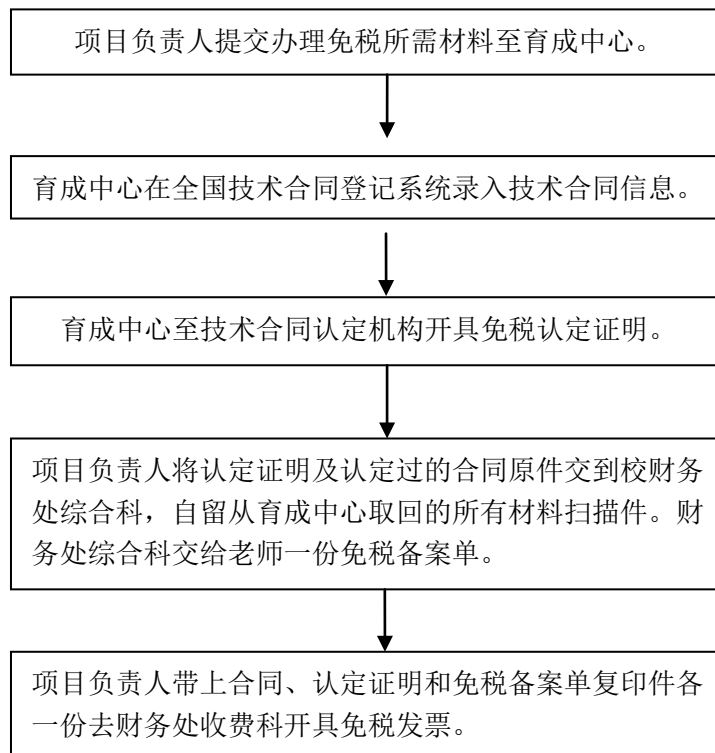 项目负责人提交办理免税所需材料至育成中心。
育成中心在全国技术合同登记系统录入技术合同信息。
育成中心至技术合同认定机构开具免税认定证明。
项目负责人将认定证明及认定过的合同原件交到校财务
处综合科，自留从育成中心取回的所有材料扫描件。财
务处综合科交给老师一份免税备案单。
项目负责人带上合同、认定证明和免税备案单复印件各
一份去财务处收费科开具免税发票。